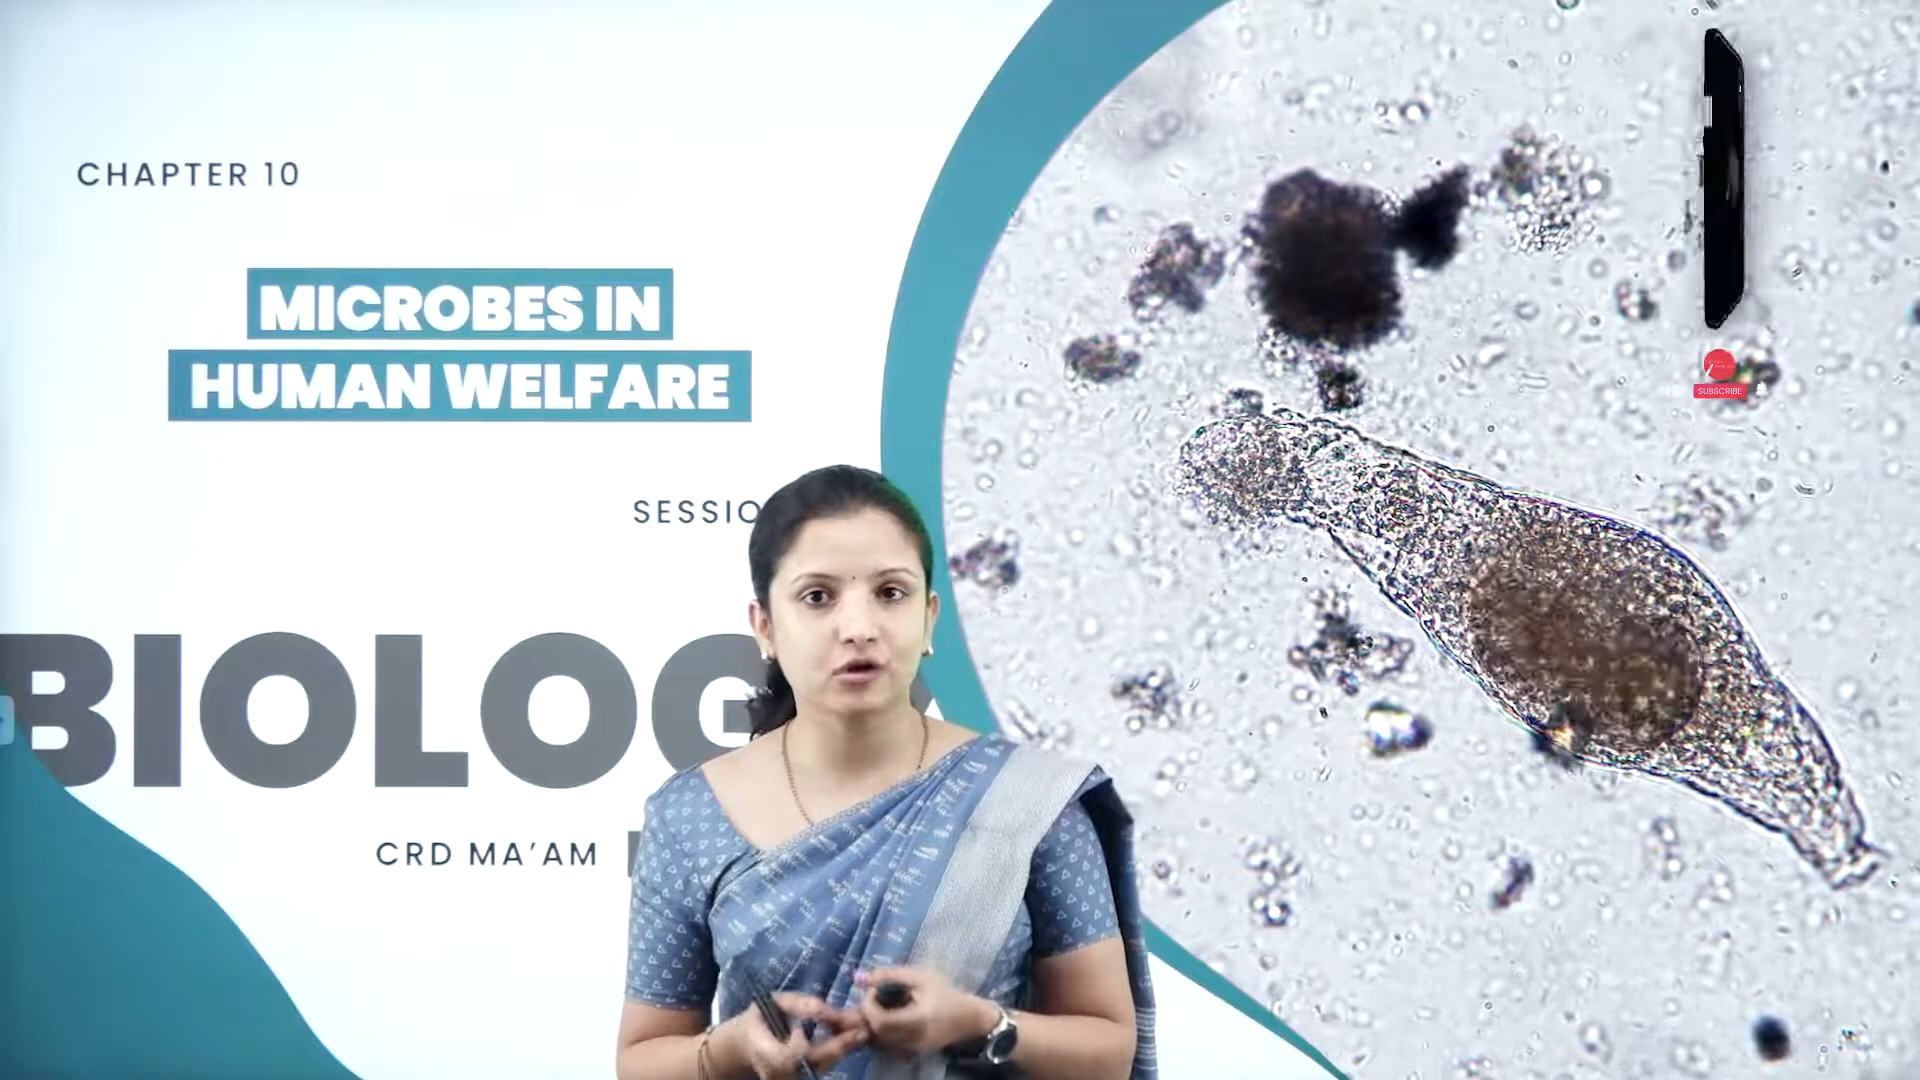 CHAPTER 10
MICROBES IN
HUMAN WELFARE
SESSIO
BIOLOG
CRD MA'AM
SUBSCRIBE